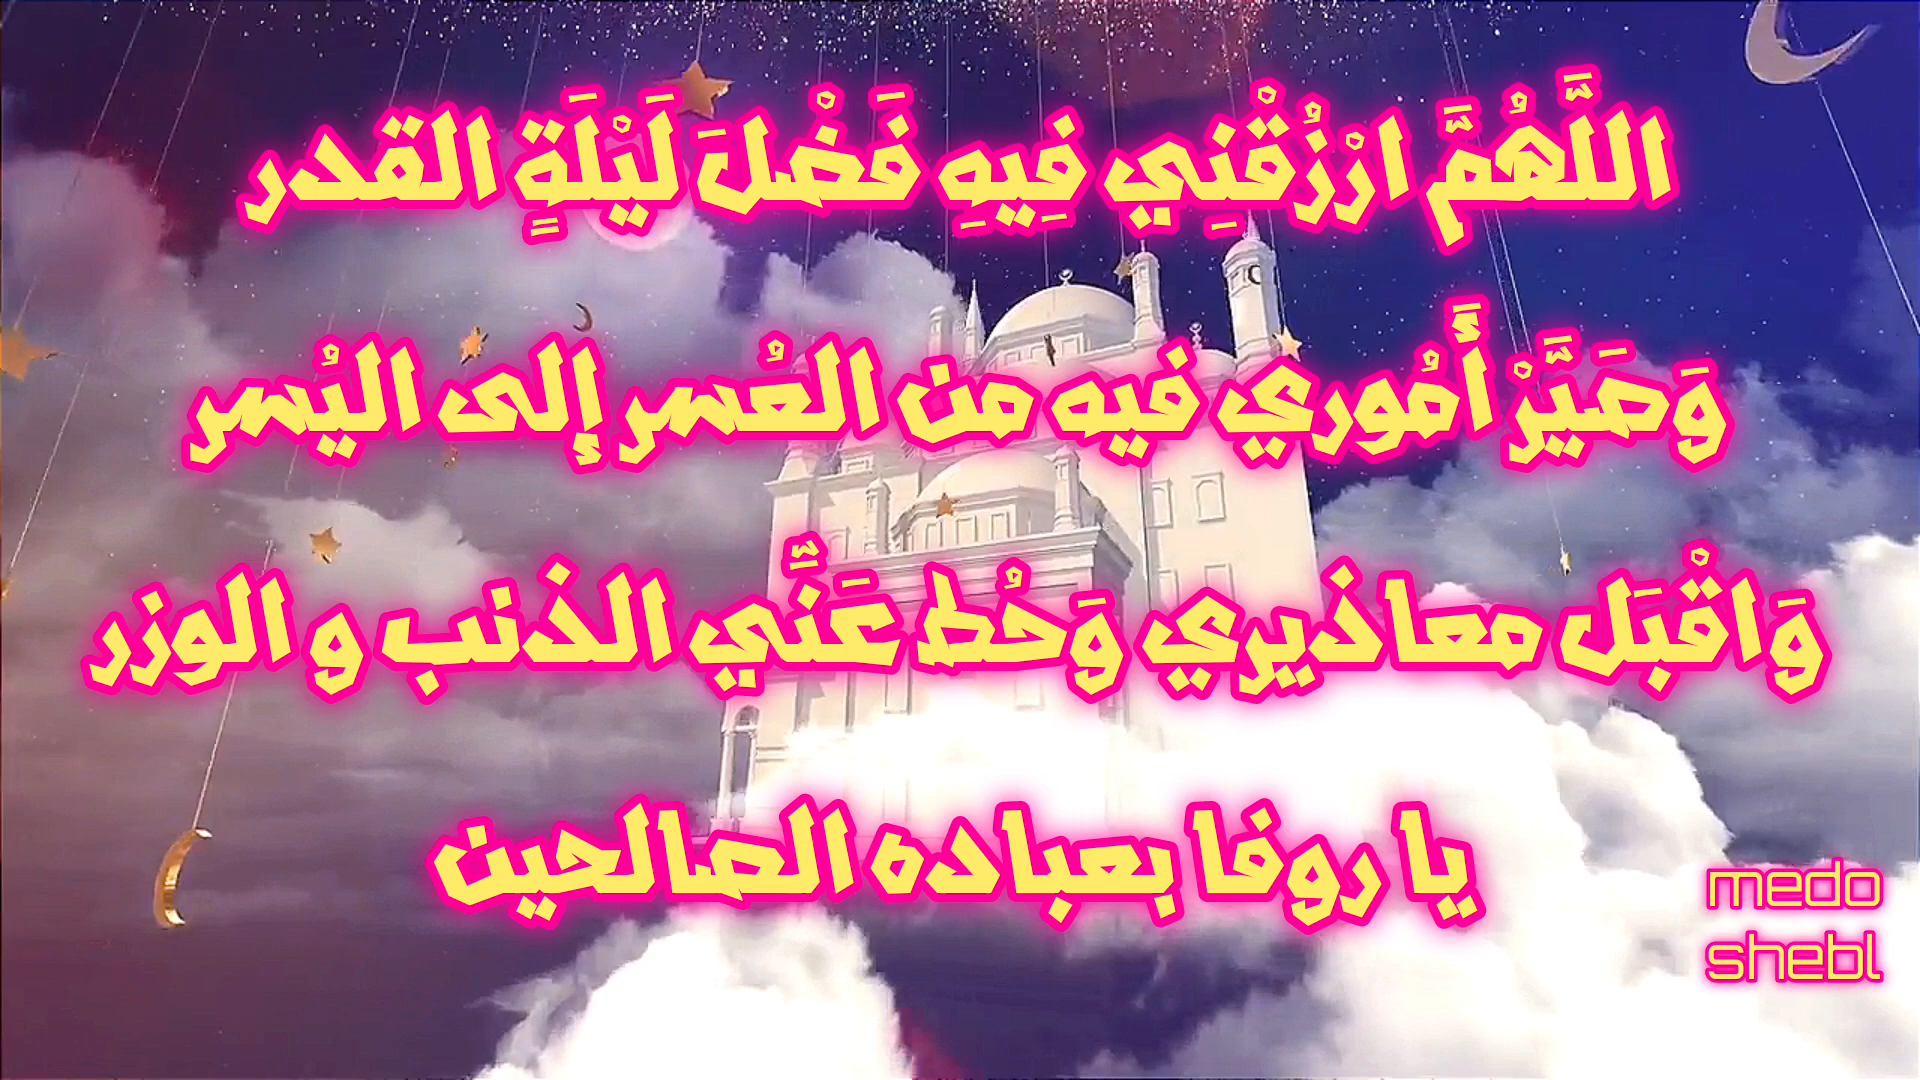 اللَّهُمَّ ارْزُقْنِي فِيهِ فَضْلَ لَيْلَةٍ القدر
وَصَيَّرْ أُمُوري فيه من العُسر إلى اليُسر
وَاقْبَل معاذيري وَحُط عَنِّي الذنب و الوزر
يا روفا بعباده الصالحين
medo
shebl